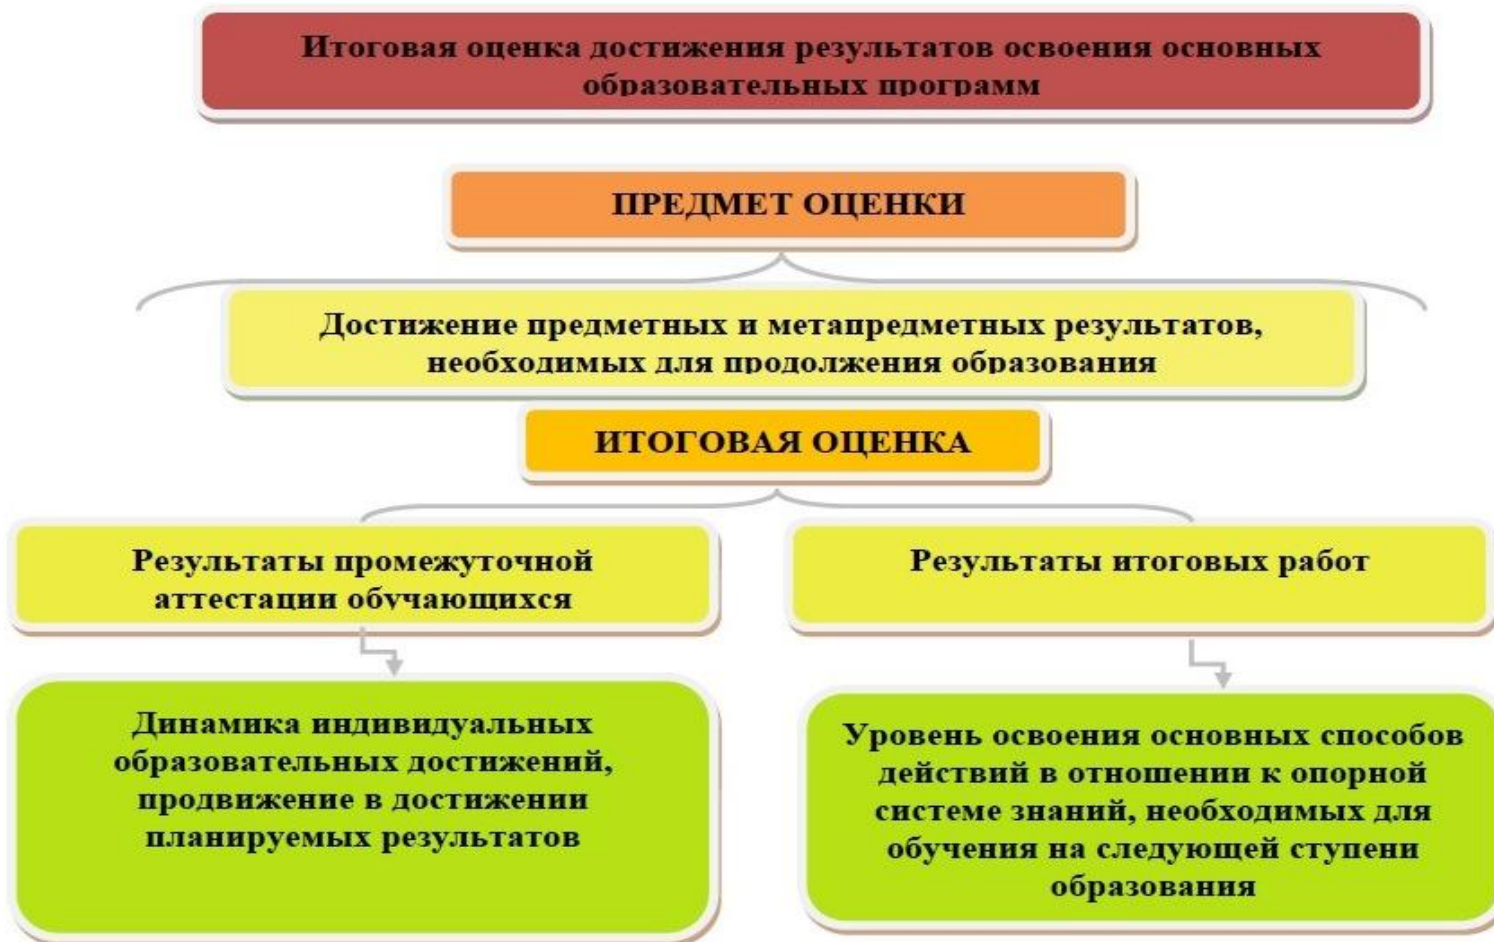 Итоговая оценка достижения результатов освоения основных
образовательных программ
ПРЕДМЕТ ОЦЕНКИ
Достижение предметных и метапредметных результатов,
необходимых для продолжения образования
ИТОГОВАЯ ОЦЕНКА
Результаты промежуточной
аттестации обучающихся
Результаты итоговых работ
Динамика индивидуальных
образовательных достижений,
продвижение в достижении
планируемых результатов
Уровень освоения основных способов
действий в отношении к опорной
системе знаний, необходимых для
обучения на следующей ступени
образования